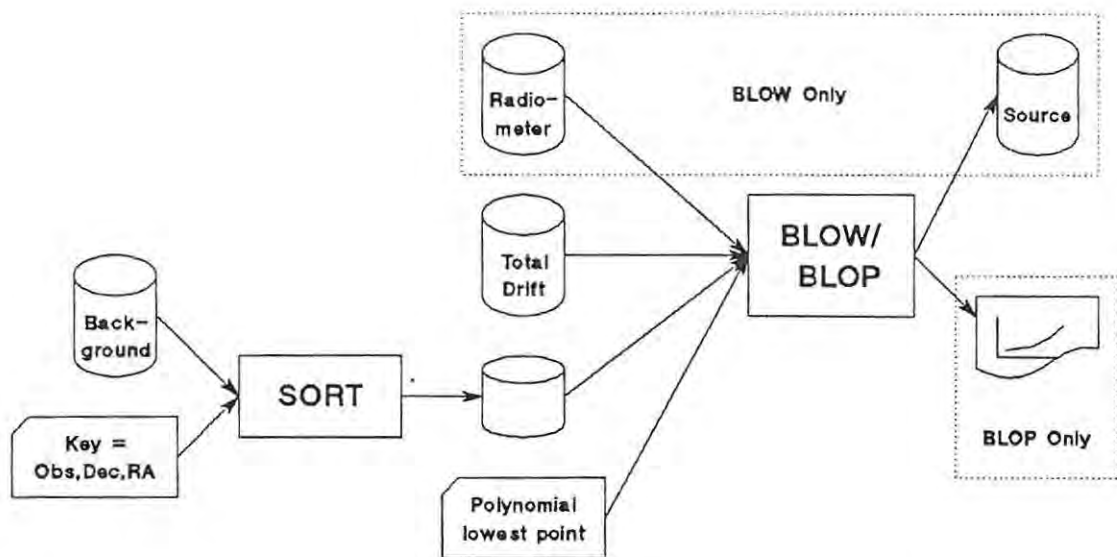 Radio-
meter
BLOW Only
Source
Total
Drift
BLOW/
BLOP
Back-
ground
SORT
Key =
Obs,Dec,RA
BLOP Only
Polynomial
lowest point